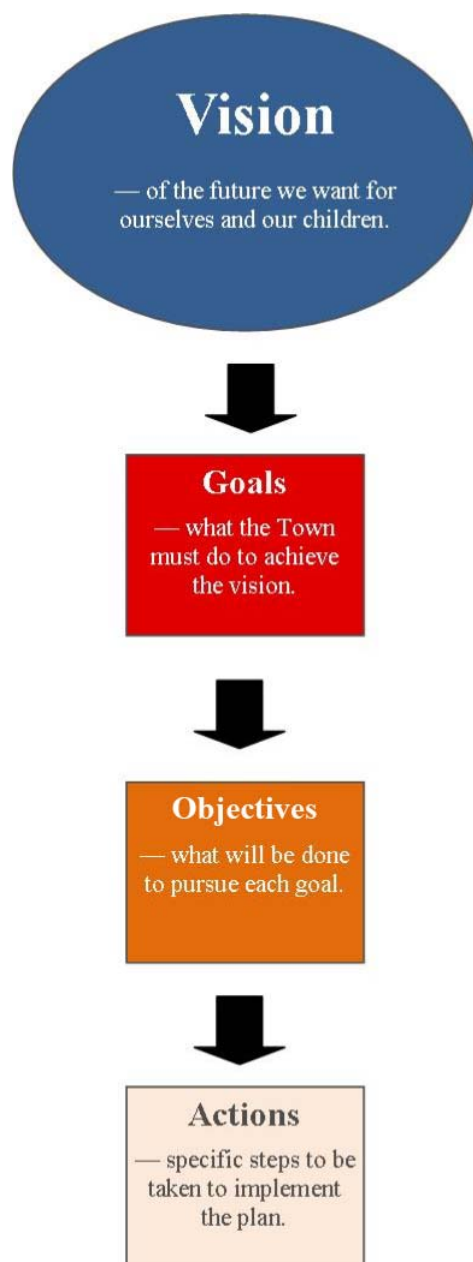 Vision
— of the future we want for
ourselves and our children.
Goals
— what the Town
must do to achieve
the vision.
Objectives
— what will be done
to pursue each goal.
Actions
— specific steps to be
taken to implement
the plan.